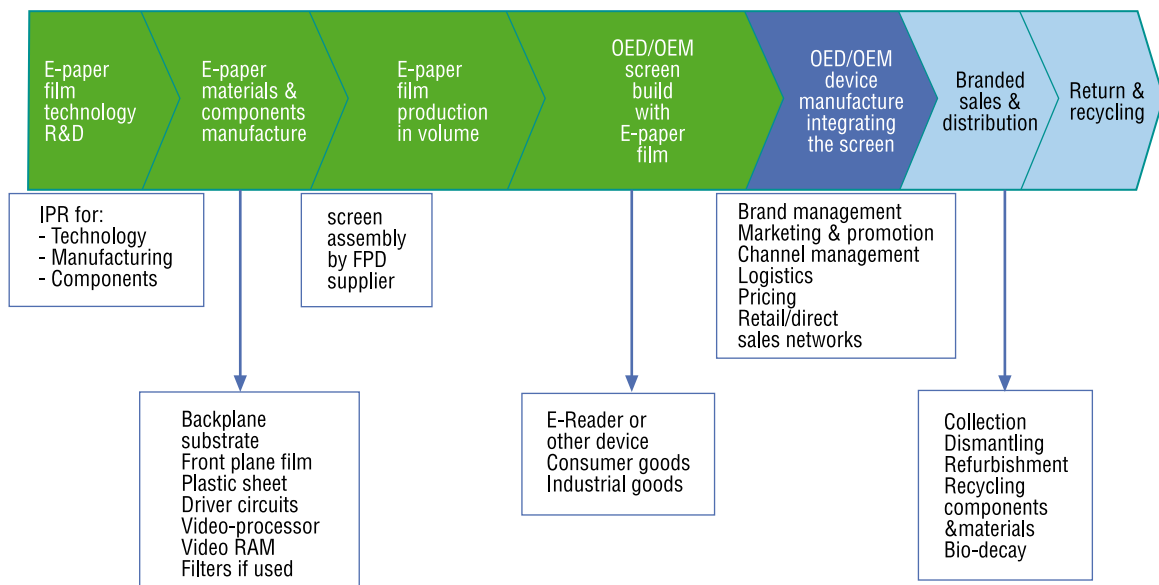 E-paper
film
technology
R&D
E-paper
materials &
components
manufacture
E-paper
film
production
in volume
OED/OEM
screen
build
with
E-paper
film
OED/OEM
device
manufacture
integrating
the screen
Branded
sales &
distribution
Return &
recycling
IPR for:
- Technology
- Manufacturing
- Components
screen
assembly
by FPD
supplier
Brand management
Marketing & promotion
Channel management
Logistics
Pricing
Retail/direct
sales networks
Backplane
substrate
Front plane film
Plastic sheet
Driver circuits
Video-processor
Video RAM
Filters if used
E-Reader or
other device
Consumer goods
Industrial goods
Collection
Dismantling
Refurbishment
Recycling
components
&materials
Bio-decay